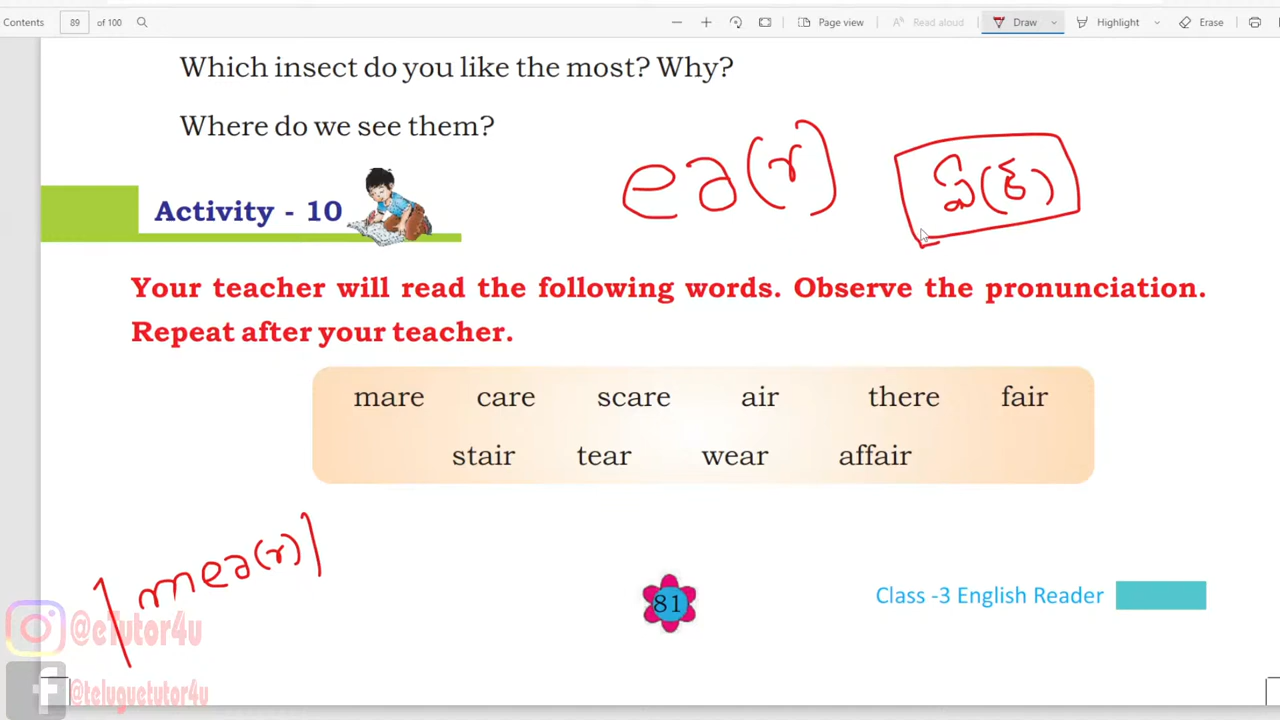 Contents 89 of 100 Page view Read aloud Draw Highlight Erase
Which insect do you like the most? Why?
Where do we see them?
ea(r)
Activity - 10
Your teacher will read the following words. Observe the pronunciation.
Repeat after your teacher.
mare care scare air there fair
stair tear wear affair
/mea(r)/
81
Class -3 English Reader
@eTutor4u
@teluguetutor4u